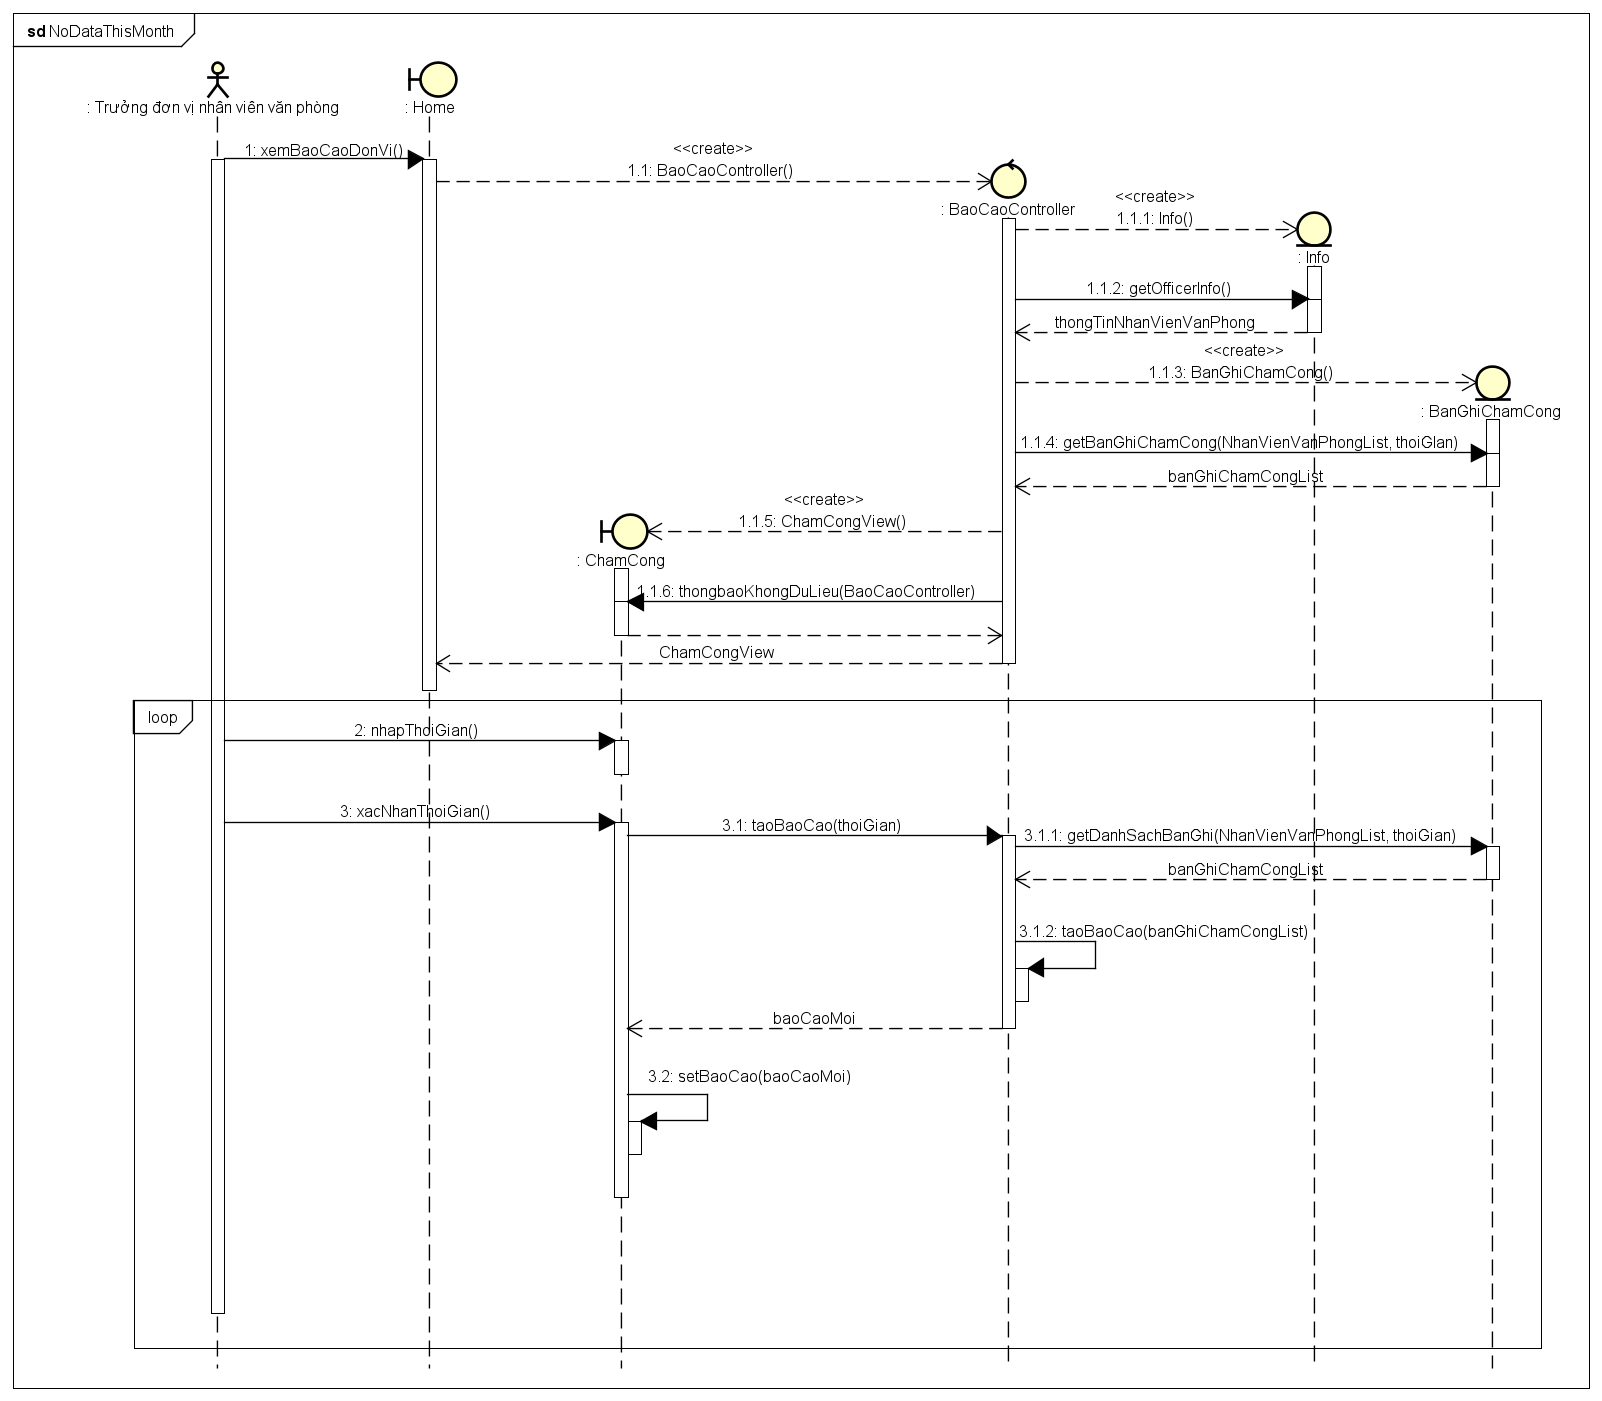 sd NoDataThisMonth
: Trưởng đơn vị nhân viên văn phòng
: Home
1: xemBaoCaoDonVi()
<<create>>
1.1: BaoCaoController()
: BaoCaoController
<<create>>
1.1.1: Info()
: Info
1.1.2: getOfficerInfo()
thongTinNhanVienVanPhong
<<create>>
1.1.3: BanGhiChamCong()
: BanGhiChamCong
1.1.4: getBanGhiChamCong(NhanVienVanPhongList, thoiGIan)
banGhiChamCongList
<<create>>
1.1.5: ChamCongView()
: ChamCong
1.1.6: thongbaoKhongDuLieu(BaoCaoController)
ChamCongView
loop
2: nhapThoiGian()
3: xacNhanThoiGian()
3.1: taoBaoCao(thoiGian)
3.1.1: getDanhSachBanGhi(NhanVienVanPhongList, thoiGian)
banGhiChamCongList
3.1.2: taoBaoCao(banGhiChamCongList)
baoCaoMoi
3.2: setBaoCao(baoCaoMoi)